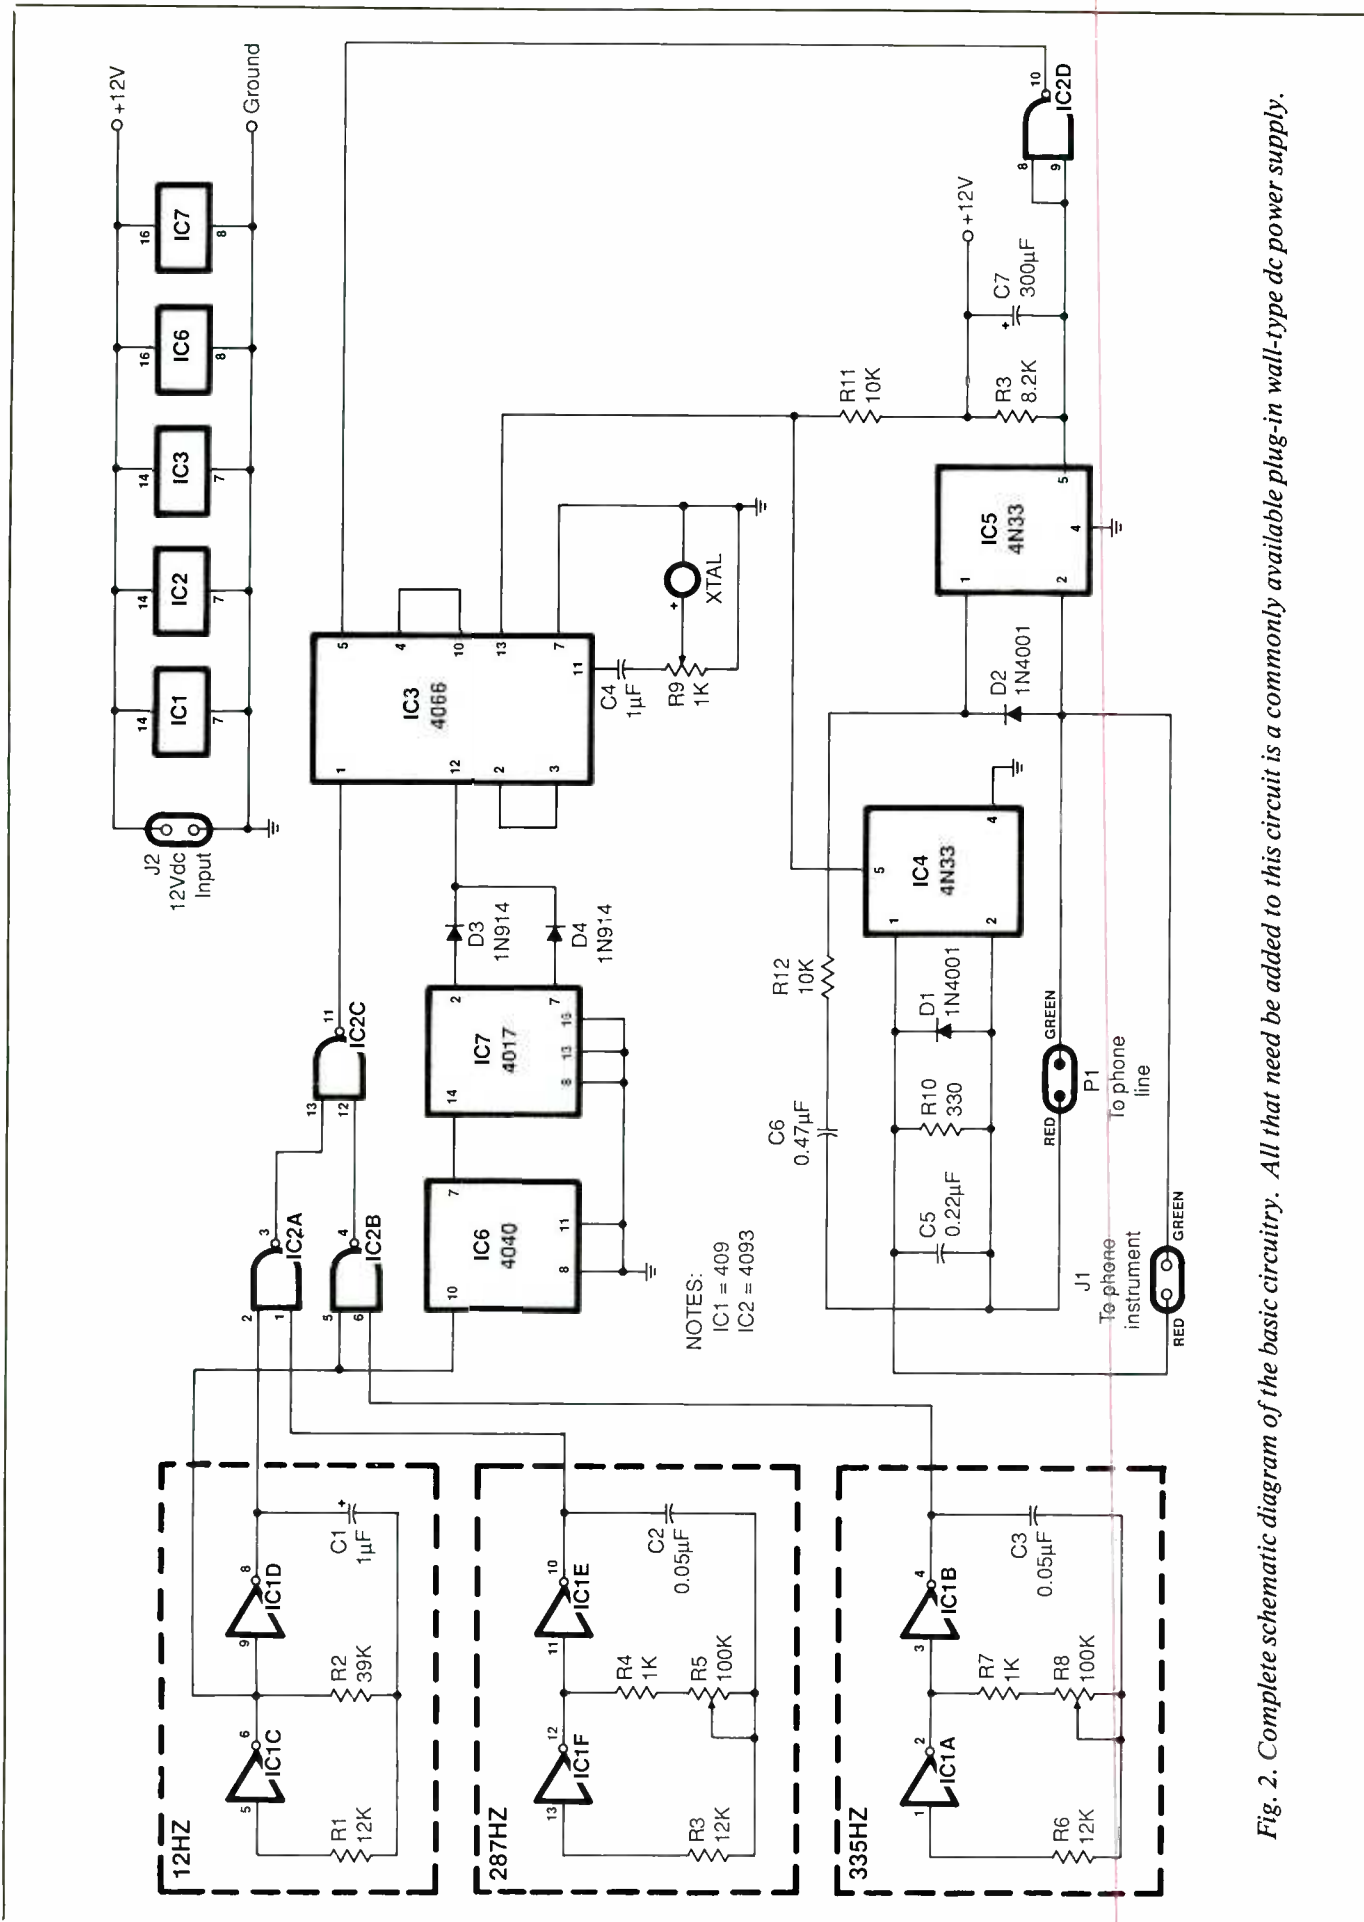 12HZ
R1
12K
5
IC1C
6
R2
39K
9
IC1D
8
C1
+
1µF
287HZ
R3
12K
13
IC1F
12
R4
1K
R5
100K
11
IC1E
10
C2
0.05µF
335HZ
R6
12K
1
IC1A
2
R7
1K
R8
100K
3
IC1B
4
C3
0.05µF
2
1
3
IC2A
5
6
4
IC2B
13
12
11
IC2C
10
IC6
4040
7
8
11
14
IC7
4017
2
7
8
13
16
D3
1N914
D4
1N914
NOTES:
IC1 = 409
IC2 = 4093
J2
12Vdc
Input
14
IC1
7
14
IC2
7
14
IC3
7
16
IC6
8
16
IC7
8
+12V
Ground
1
12
2
3
IC3
4066
5
4
10
13
7
11
C4
1µF
R9
1K
+
XTAL
C6
0.47µF
R12
10K
C5
0.22µF
R10
330
D1
1N4001
1
2
IC4
4N33
5
4
D2
1N4001
1
2
IC5
4N33
5
4
R11
10K
R3
8.2K
+
C7
300µF
+12V
8
9
10
IC2D
RED
GREEN
P1
To phone
line
J1
To phone
instrument
RED
GREEN
Fig. 2. Complete schematic diagram of the basic circuitry. All that need be added to this circuit is a commonly available plug-in wall-type dc power supply.